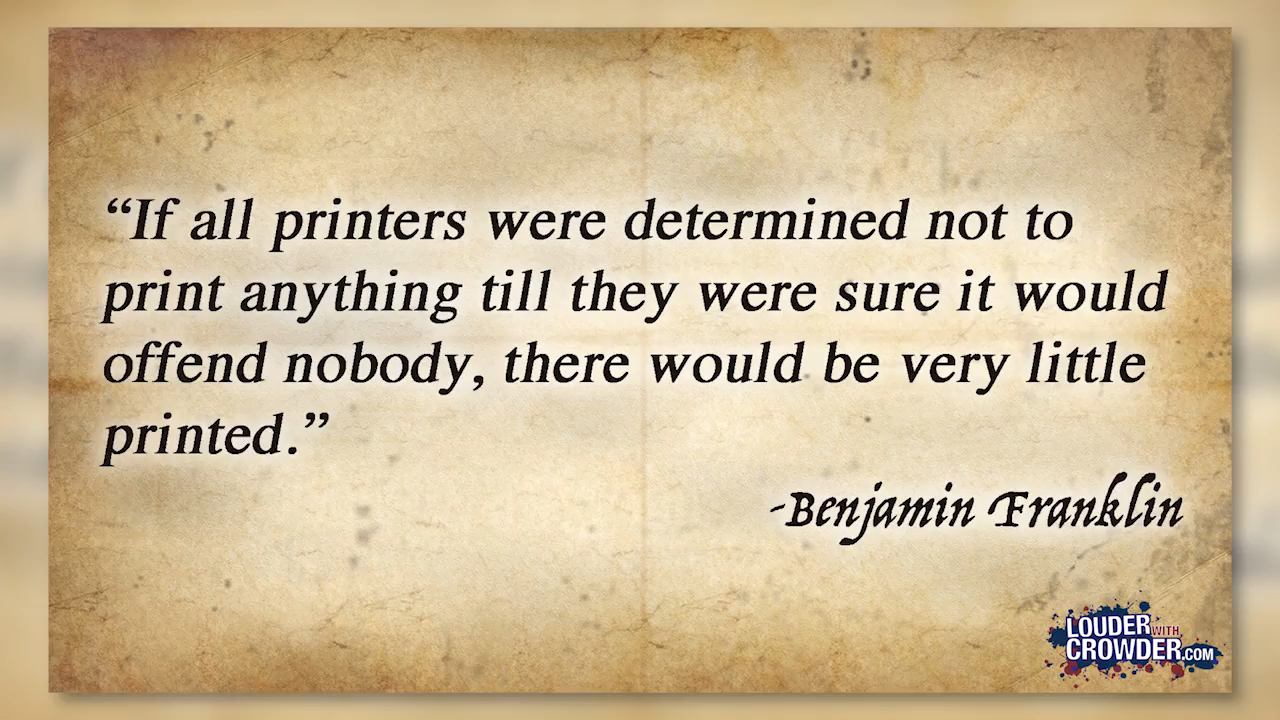 “If all printers were determined not to
print anything till they were sure it would
offend nobody, there would be very little
printed.”
-Benjamin Franklin
LOUDER WITH
CROWDER.COM